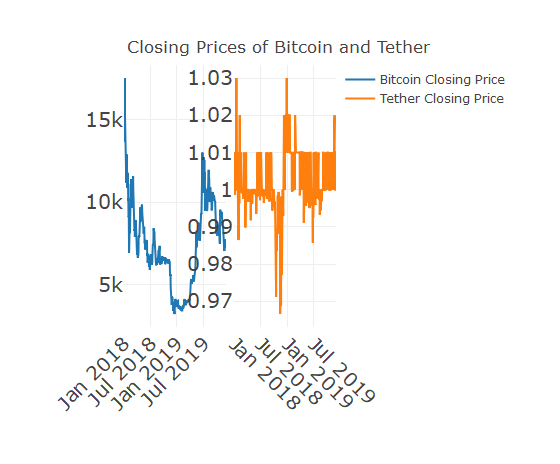 Closing Prices of Bitcoin and Tether
Bitcoin Closing Price
Tether Closing Price
15k
10k
5k
1.03
1.02
1.01
1
0.99
0.98
0.97
Jan 2018
Jul 2018
Jan 2019
Jul 2019
Jan 2018
Jul 2018
Jan 2019
Jul 2019